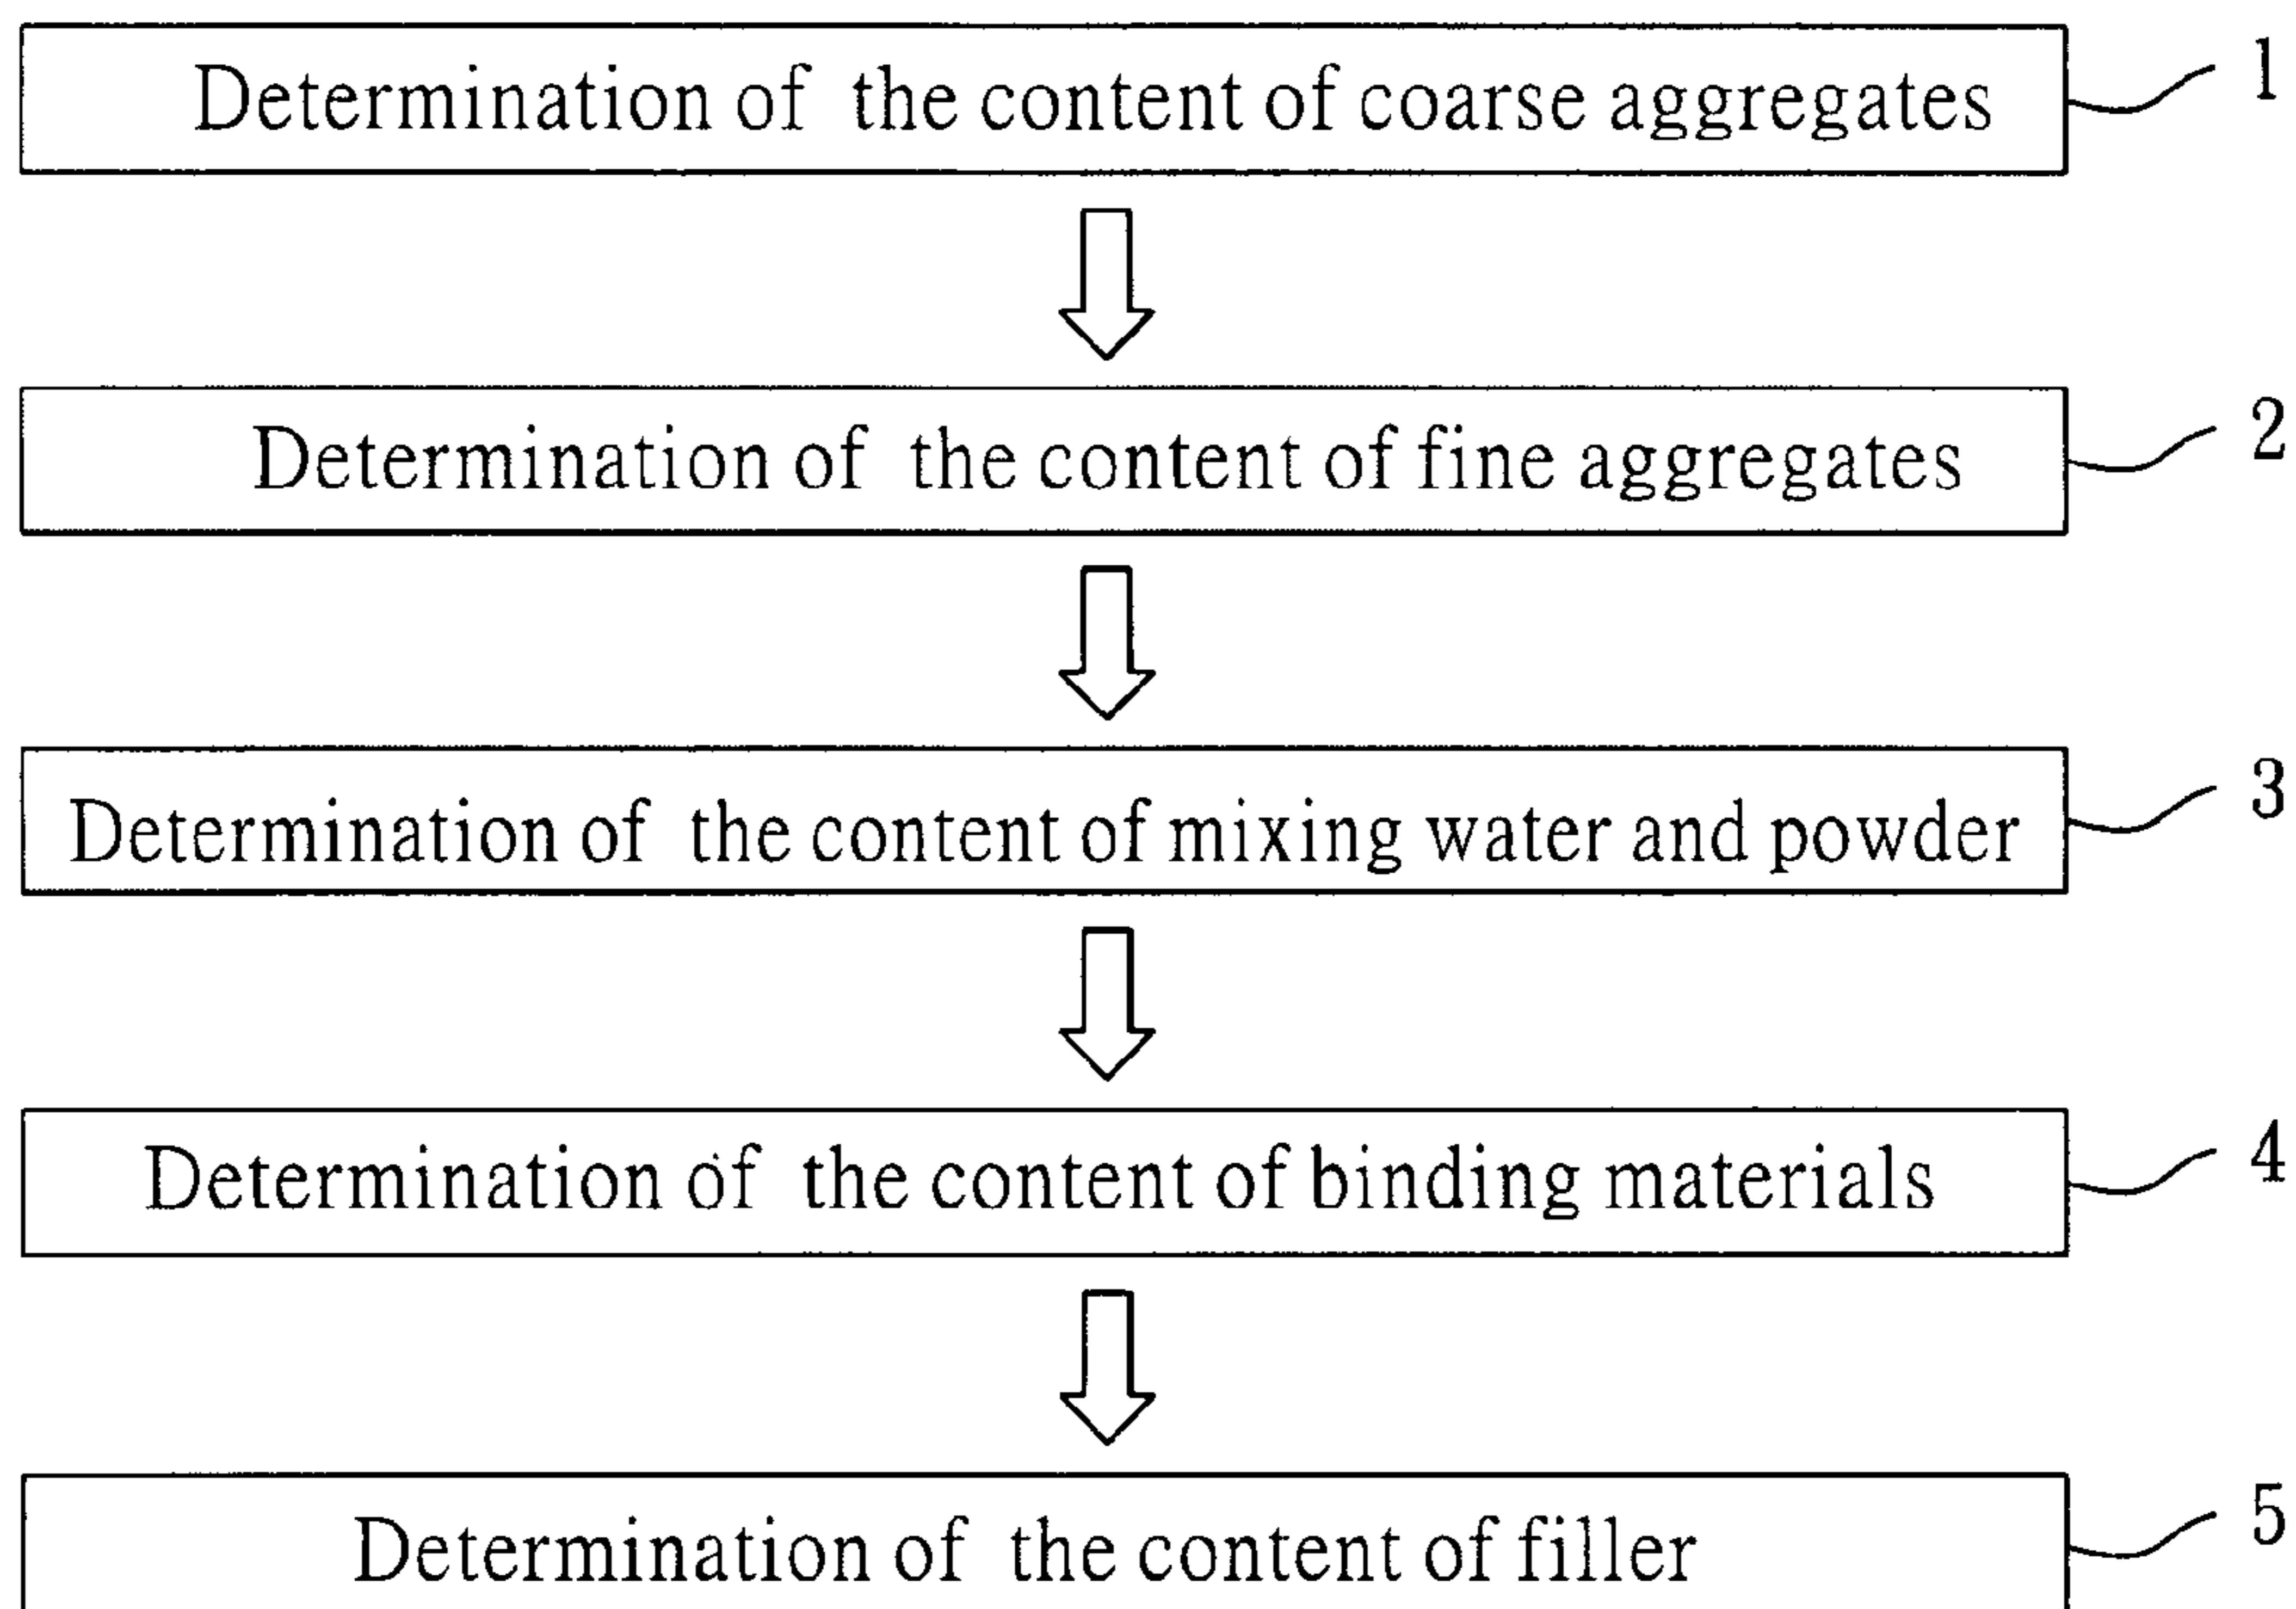 Determination of the content of coarse aggregates 1
Determination of the content of fine aggregates 2
Determination of the content of mixing water and powder 3
Determination of the content of binding materials 4
Determination of the content of filler 5